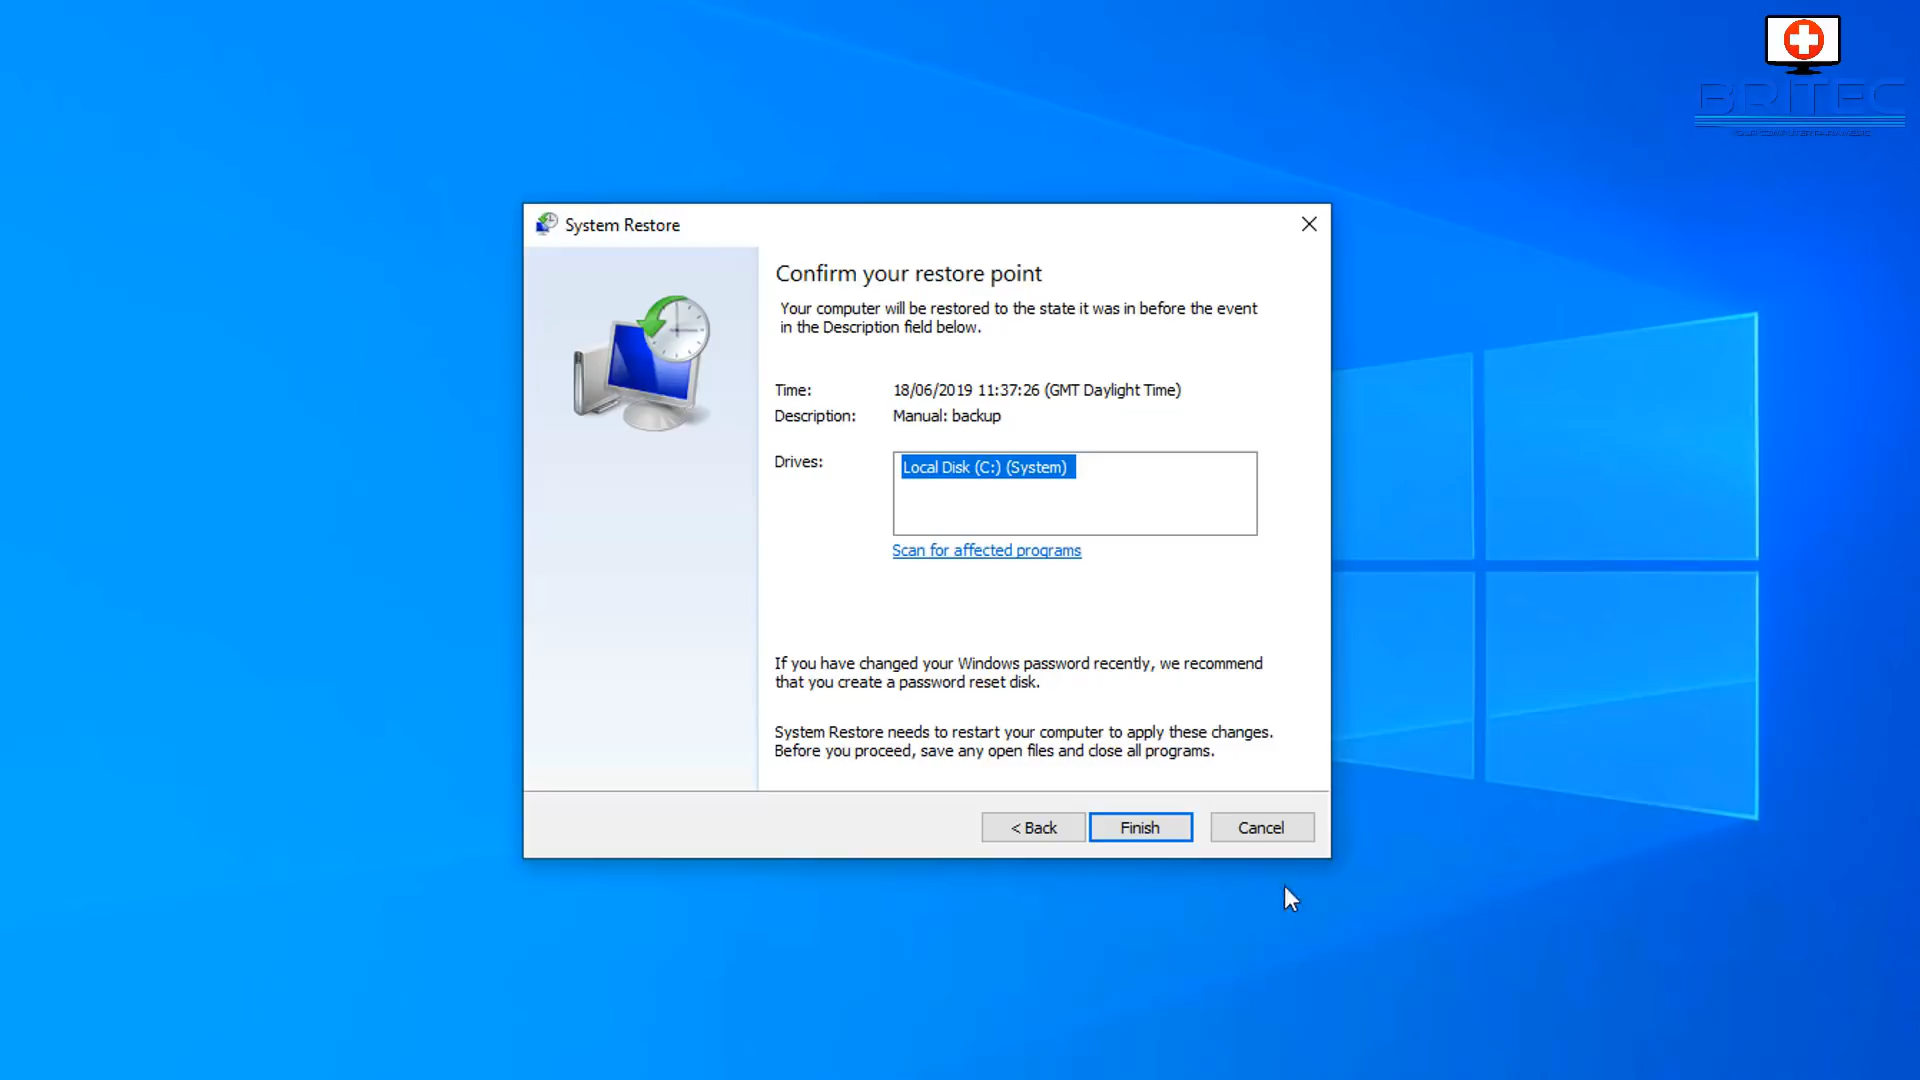 BRITEC
System Restore
Confirm your restore point
Your computer will be restored to the state it was in before the event
in the Description field below.
Time: 18/06/2019 11:37:26 (GMT Daylight Time)
Description: Manual: backup
Drives: Local Disk (C:) (System)
Scan for affected programs
If you have changed your Windows password recently, we recommend
that you create a password reset disk.
System Restore needs to restart your computer to apply these changes.
Before you proceed, save any open files and close all programs.
< Back Finish Cancel